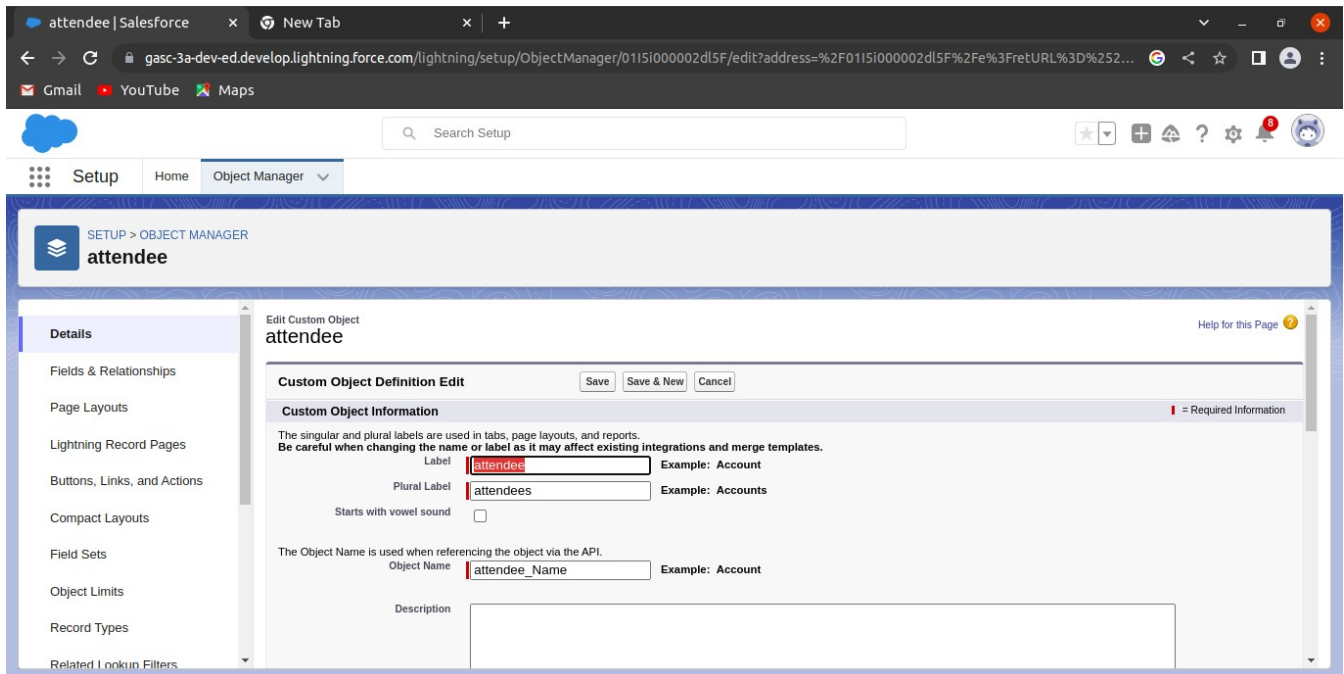 attendee | Salesforce
New Tab
gasc-3a-dev-ed.develop.lightning.force.com/lightning/setup/ObjectManager/01I5i000002dl5F/edit?address=%2F01I5i000002dl5F%2Fe%3FretURL%3D%252...
Gmail YouTube Maps
Search Setup
8
Setup Home Object Manager
SETUP > OBJECT MANAGER
attendee
Details
Fields & Relationships
Page Layouts
Lightning Record Pages
Buttons, Links, and Actions
Compact Layouts
Field Sets
Object Limits
Record Types
Related Lookup Filters
Edit Custom Object
attendee
Help for this Page ?
Custom Object Definition Edit Save Save & New Cancel
Custom Object Information = Required Information
The singular and plural labels are used in tabs, page layouts, and reports.
Be careful when changing the name or label as it may affect existing integrations and merge templates.
Label attendee Example: Account
Plural Label attendees Example: Accounts
Starts with vowel sound
The Object Name is used when referencing the object via the API.
Object Name attendee_Name Example: Account
Description